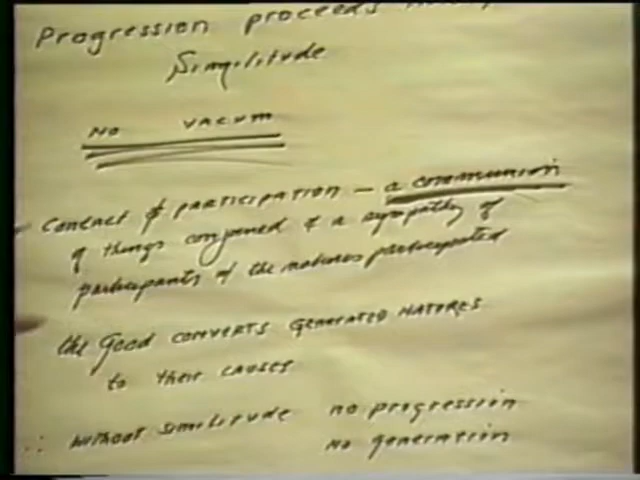 Progression proceeds
Similitude
NO VACUM
Contact & participation — a communion
of things conjoined & a sympathy of
participants of the natures participated
the Good converts generated natures
to their causes
∴ without similitude no progression
no generation